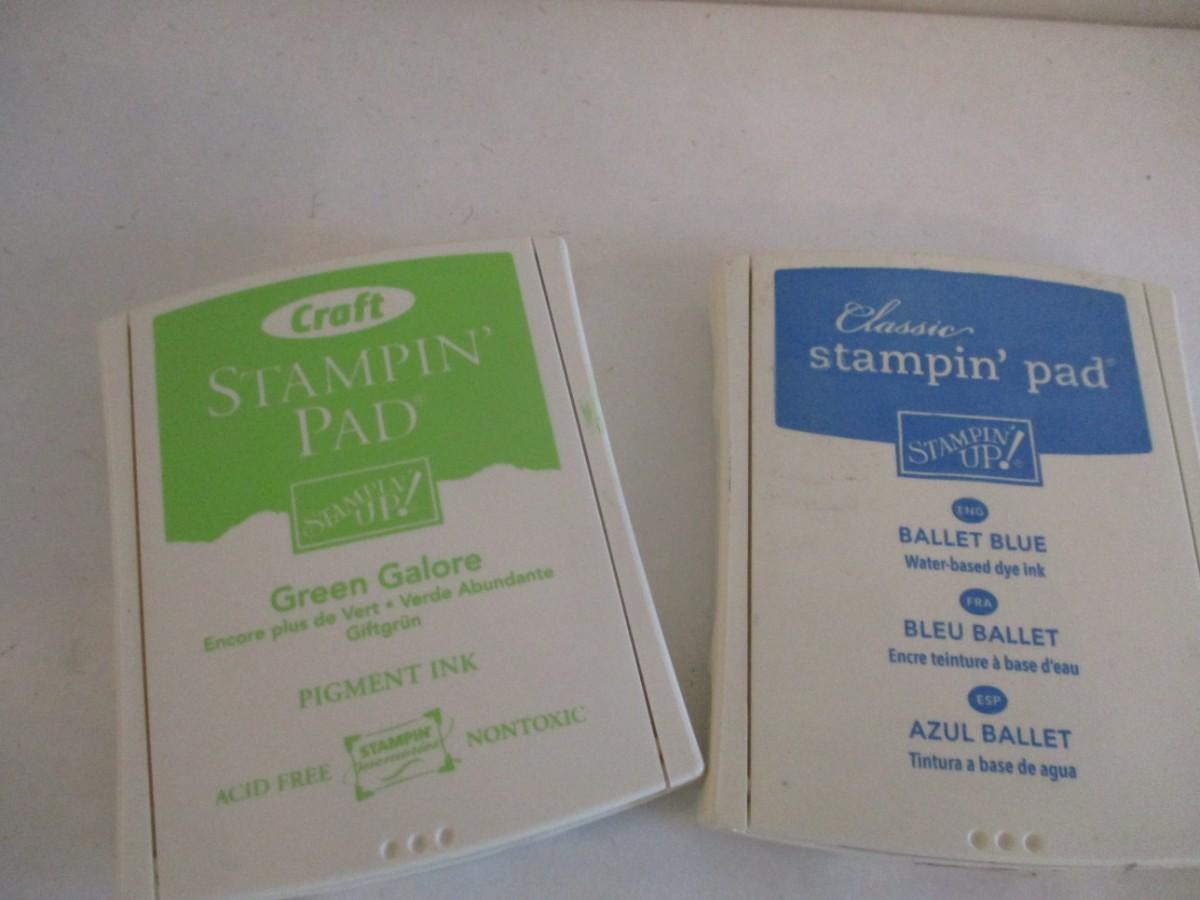 Craft
STAMPIN'
PAD®
STAMPIN'
UP!
Green Galore
Encore plus de Vert • Verde Abundante
Giftgrün
PIGMENT INK
ACID FREE
STAMPIN'
memories
NONTOXIC
Classic
stampin' pad®
STAMPIN'
UP!®
ENG
BALLET BLUE
Water-based dye ink
FRA
BLEU BALLET
Encre teinture à base d'eau
ESP
AZUL BALLET
Tintura a base de agua